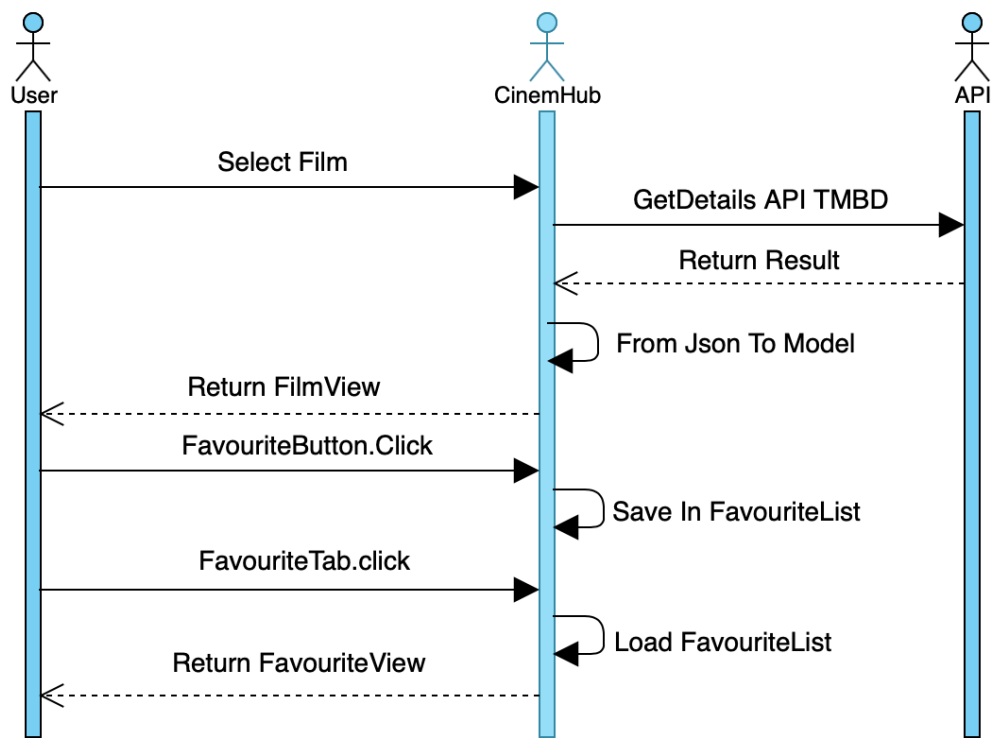 User
CinemHub
API
Select Film
GetDetails API TMBD
Return Result
From Json To Model
Return FilmView
FavouriteButton.Click
Save In FavouriteList
FavouriteTab.click
Load FavouriteList
Return FavouriteView